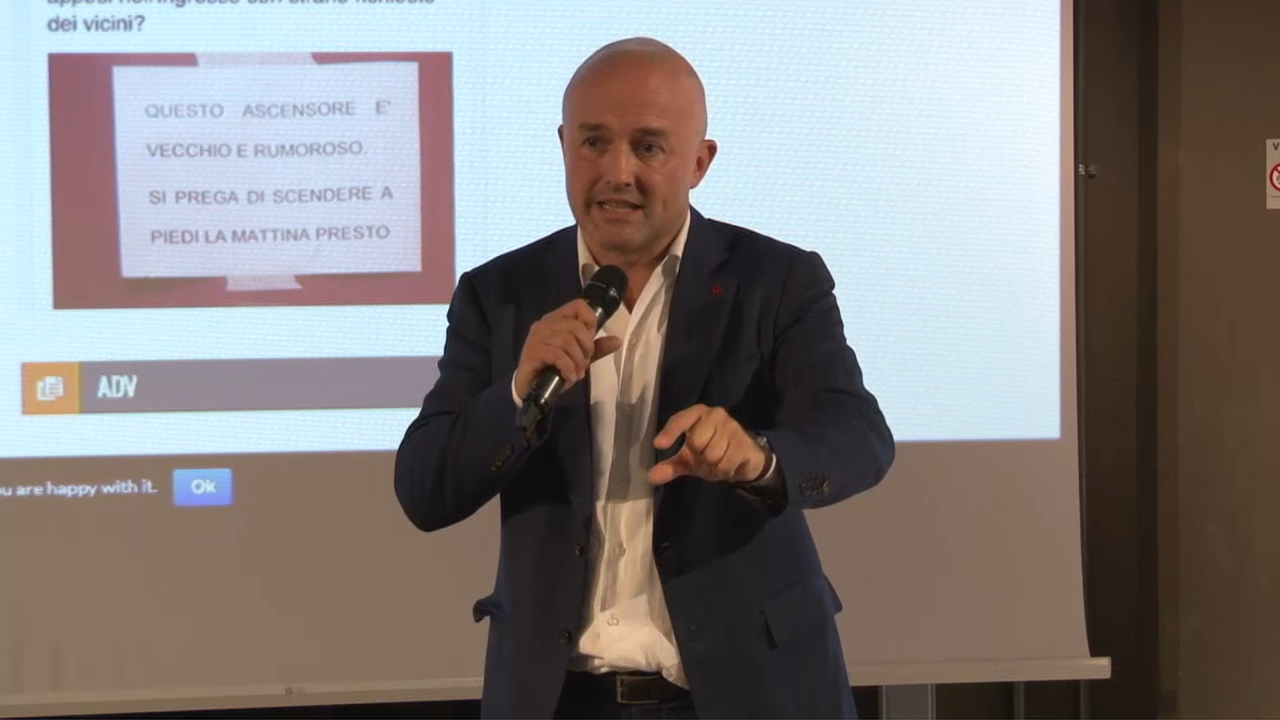 dei vicini?
QUESTO ASCENSORE E'
VECCHIO E RUMOROSO.
SI PREGA DI SCENDERE A
PIEDI LA MATTINA PRESTO
ADV
you are happy with it. Ok